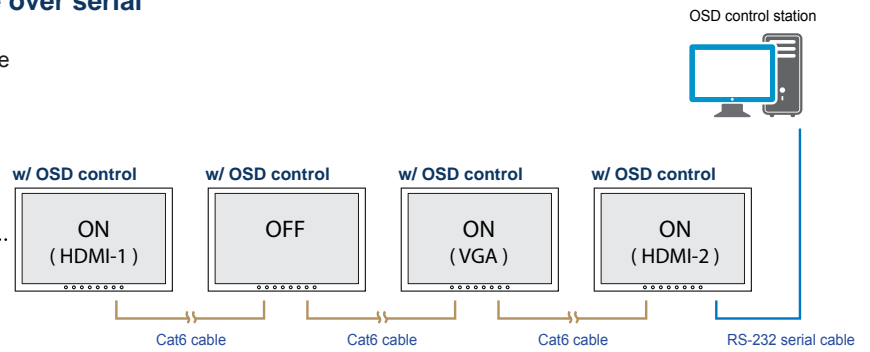 over serial
OSD control station
w/ OSD control
w/ OSD control
w/ OSD control
w/ OSD control
ON
( HDMI-1 )
OFF
ON
( VGA )
ON
( HDMI-2 )
Cat6 cable
Cat6 cable
Cat6 cable
RS-232 serial cable